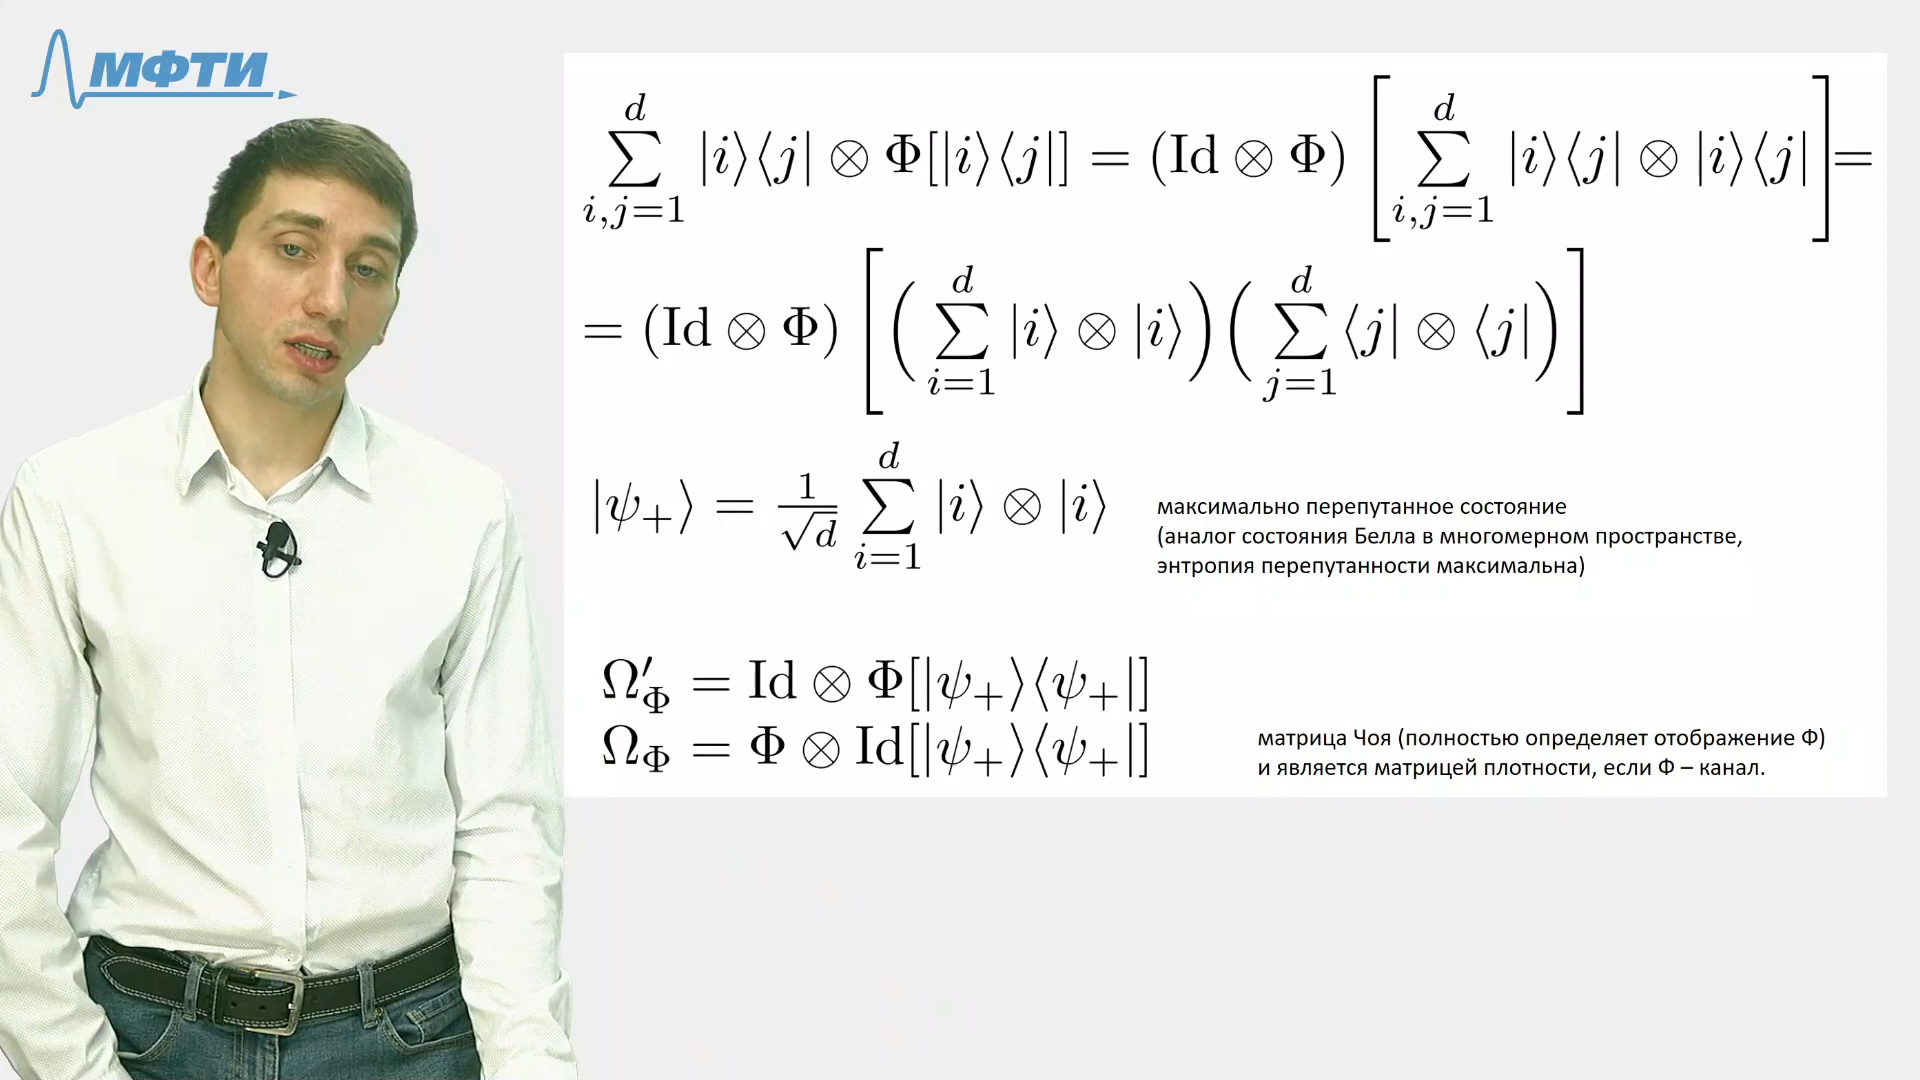 МФТИ
$\sum_{i,j=1}^{d} |i\rangle\langle j| \otimes \Phi[|i\rangle\langle j|] = (\mathrm{Id} \otimes \Phi) \left[ \sum_{i,j=1}^{d} |i\rangle\langle j| \otimes |i\rangle\langle j| \right] =$
$= (\mathrm{Id} \otimes \Phi) \left[ \left( \sum_{i=1}^{d} |i\rangle \otimes |i\rangle \right) \left( \sum_{j=1}^{d} \langle j| \otimes \langle j| \right) \right]$
$|\psi_+\rangle = \frac{1}{\sqrt{d}} \sum_{i=1}^{d} |i\rangle \otimes |i\rangle$
максимально перепутанное состояние
(аналог состояния Белла в многомерном пространстве,
энтропия перепутанности максимальна)
$\Omega'_\Phi = \mathrm{Id} \otimes \Phi[|\psi_+\rangle\langle\psi_+|]$
$\Omega_\Phi = \Phi \otimes \mathrm{Id}[|\psi_+\rangle\langle\psi_+|]$
матрица Чоя (полностью определяет отображение Ф)
и является матрицей плотности, если Ф – канал.